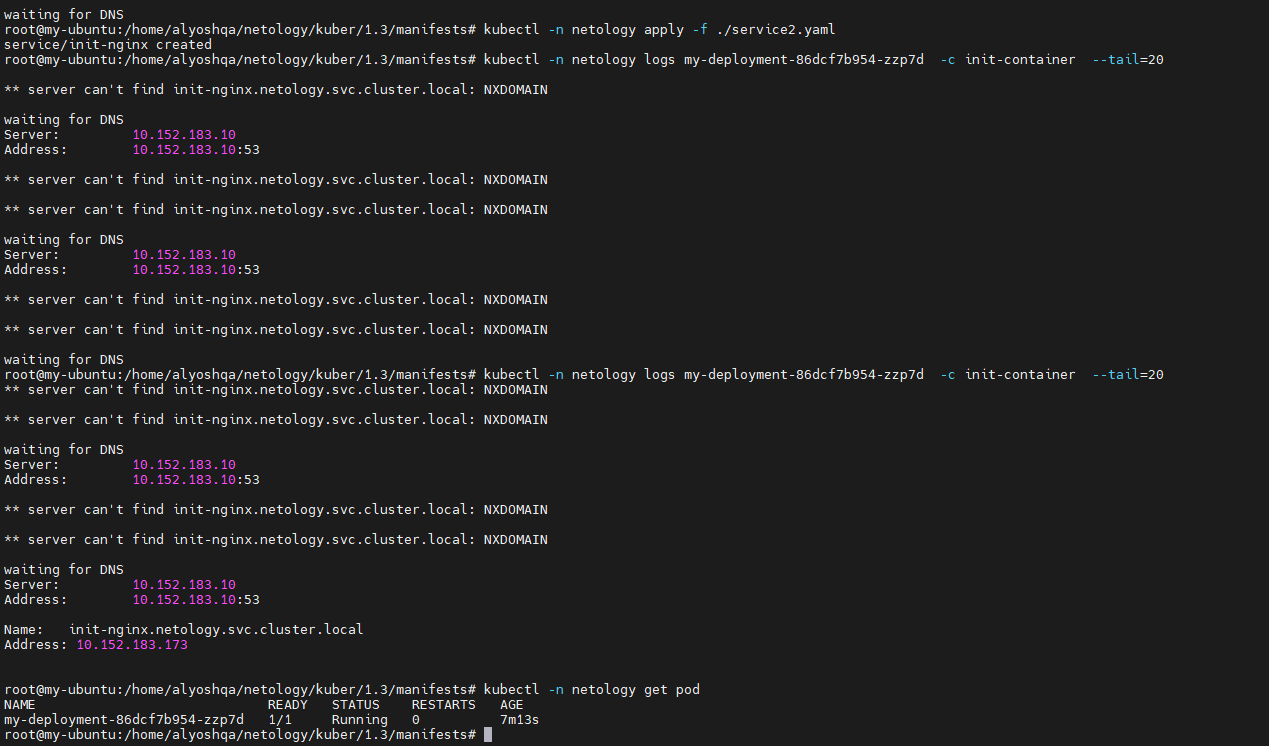 waiting for DNS
root@my-ubuntu:/home/alyoshqa/netology/kuber/1.3/manifests# kubectl -n netology apply -f ./service2.yaml
service/init-nginx created
root@my-ubuntu:/home/alyoshqa/netology/kuber/1.3/manifests# kubectl -n netology logs my-deployment-86dcf7b954-zzp7d  -c init-container  --tail=20
** server can't find init-nginx.netology.svc.cluster.local: NXDOMAIN
waiting for DNS
Server:         10.152.183.10
Address:        10.152.183.10:53
** server can't find init-nginx.netology.svc.cluster.local: NXDOMAIN
** server can't find init-nginx.netology.svc.cluster.local: NXDOMAIN
waiting for DNS
Server:         10.152.183.10
Address:        10.152.183.10:53
** server can't find init-nginx.netology.svc.cluster.local: NXDOMAIN
** server can't find init-nginx.netology.svc.cluster.local: NXDOMAIN
waiting for DNS
root@my-ubuntu:/home/alyoshqa/netology/kuber/1.3/manifests# kubectl -n netology logs my-deployment-86dcf7b954-zzp7d  -c init-container  --tail=20
** server can't find init-nginx.netology.svc.cluster.local: NXDOMAIN
** server can't find init-nginx.netology.svc.cluster.local: NXDOMAIN
waiting for DNS
Server:         10.152.183.10
Address:        10.152.183.10:53
** server can't find init-nginx.netology.svc.cluster.local: NXDOMAIN
** server can't find init-nginx.netology.svc.cluster.local: NXDOMAIN
waiting for DNS
Server:         10.152.183.10
Address:        10.152.183.10:53
Name:   init-nginx.netology.svc.cluster.local
Address: 10.152.183.173
root@my-ubuntu:/home/alyoshqa/netology/kuber/1.3/manifests# kubectl -n netology get pod
NAME                             READY   STATUS    RESTARTS   AGE
my-deployment-86dcf7b954-zzp7d   1/1     Running   0          7m13s
root@my-ubuntu:/home/alyoshqa/netology/kuber/1.3/manifests#